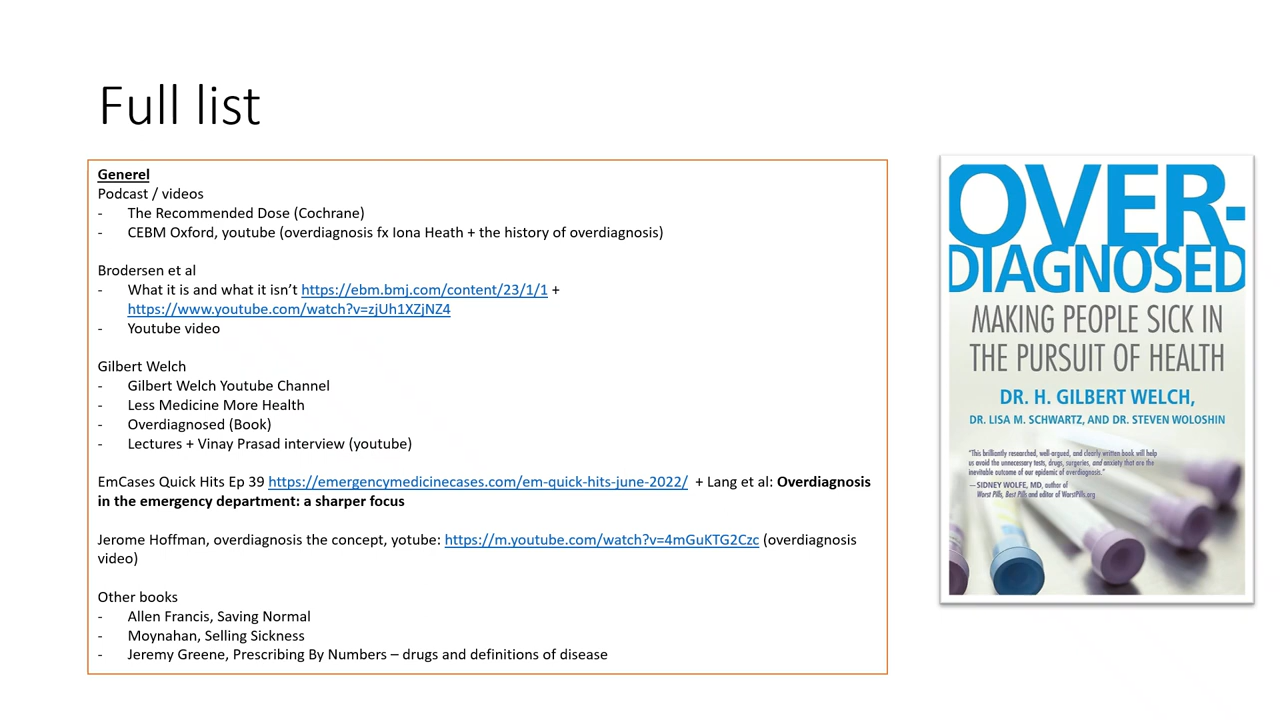 Full list
Generel
Podcast / videos
- The Recommended Dose (Cochrane)
- CEBM Oxford, youtube (overdiagnosis fx Iona Heath + the history of overdiagnosis)
Brodersen et al
- What it is and what it isn’t https://ebm.bmj.com/content/23/1/1 +
https://www.youtube.com/watch?v=zjUh1XZjNZ4
- Youtube video
Gilbert Welch
- Gilbert Welch Youtube Channel
- Less Medicine More Health
- Overdiagnosed (Book)
- Lectures + Vinay Prasad interview (youtube)
EmCases Quick Hits Ep 39 https://emergencymedicinecases.com/em-quick-hits-june-2022/ + Lang et al: Overdiagnosis
in the emergency department: a sharper focus
Jerome Hoffman, overdiagnosis the concept, yotube: https://m.youtube.com/watch?v=4mGuKTG2Czc (overdiagnosis
video)
Other books
- Allen Francis, Saving Normal
- Moynahan, Selling Sickness
- Jeremy Greene, Prescribing By Numbers – drugs and definitions of disease
OVER-
DIAGNOSED
MAKING PEOPLE SICK IN
THE PURSUIT OF HEALTH
DR. H. GILBERT WELCH,
DR. LISA M. SCHWARTZ, AND DR. STEVEN WOLOSHIN
“This brilliantly researched, well-argued, and clearly written book will help
us avoid the unnecessary tests, drugs, surgeries, and anxiety that are the
inevitable outcome of our epidemic of overdiagnosis.”
— SIDNEY WOLFE, MD, author of
Worst Pills, Best Pills and editor of WorstPills.org